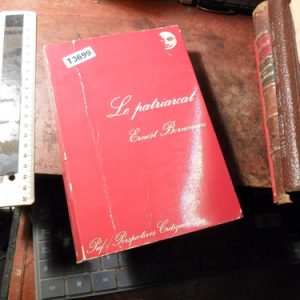 T3699
Le patriarcat
Ernest Borneman
Puf / Perspectives Critiques